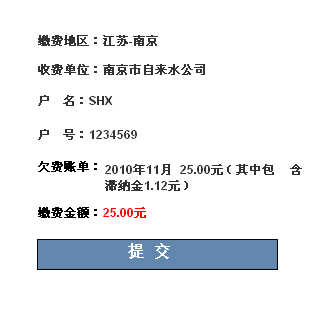 缴费地区：江苏-南京
收费单位：南京市自来水公司
户　名：SHX
户　号：1234569
欠费账单：2010年11月 25.00元（其中包　含
滞纳金1.12元）
缴费金额：25.00元
提 交